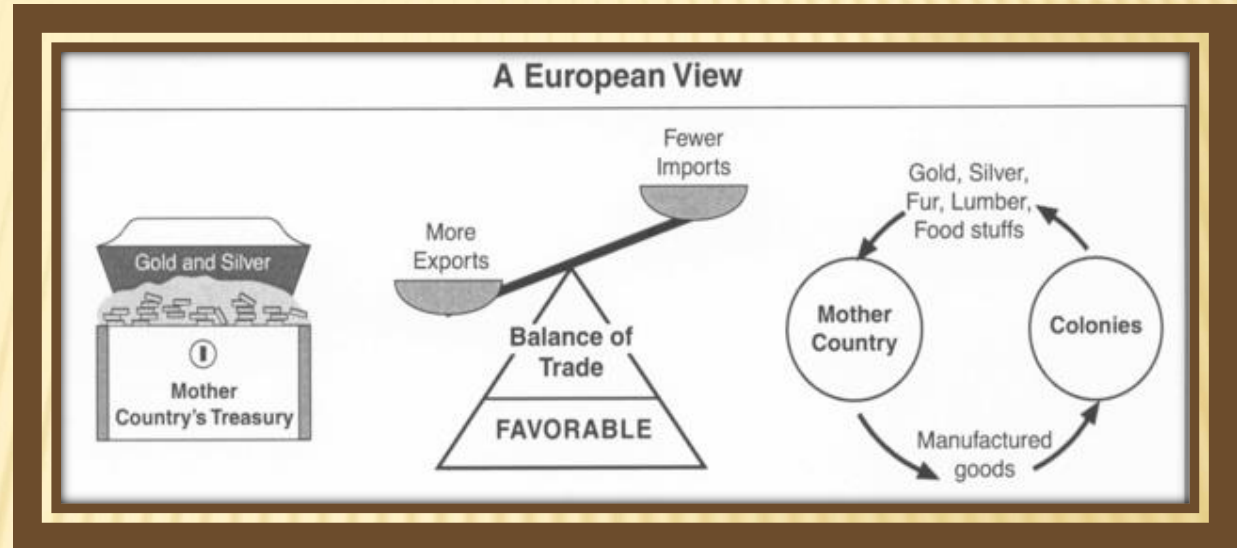 A European View
Gold and Silver
Mother
Country's Treasury
More
Exports
Fewer
Imports
Balance of
Trade
FAVORABLE
Gold, Silver,
Fur, Lumber,
Food stuffs
Mother
Country
Colonies
Manufactured
goods